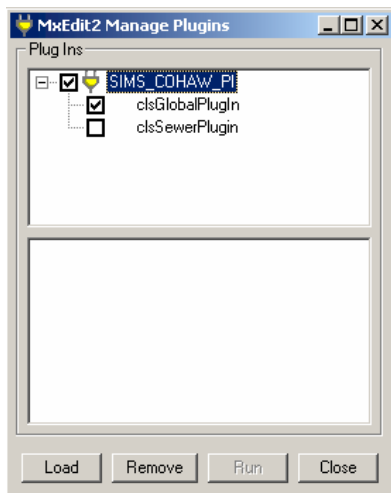 MxEdit2 Manage Plugins
Plug Ins
SIMS_COHAW_PI
clsGlobalPlugIn
clsSewerPlugin
Load Remove Run Close